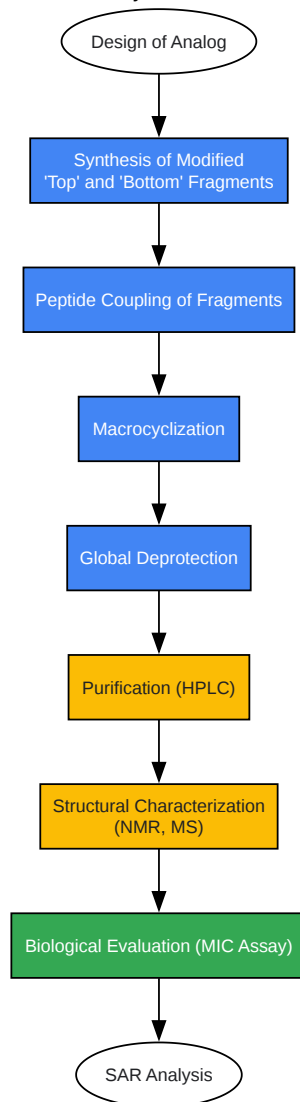 Design of Analog
Synthesis of Modified
'Top' and 'Bottom' Fragments
Peptide Coupling of Fragments
Macrocyclization
Global Deprotection
Purification (HPLC)
Structural Characterization
(NMR, MS)
Biological Evaluation (MIC Assay)
SAR Analysis